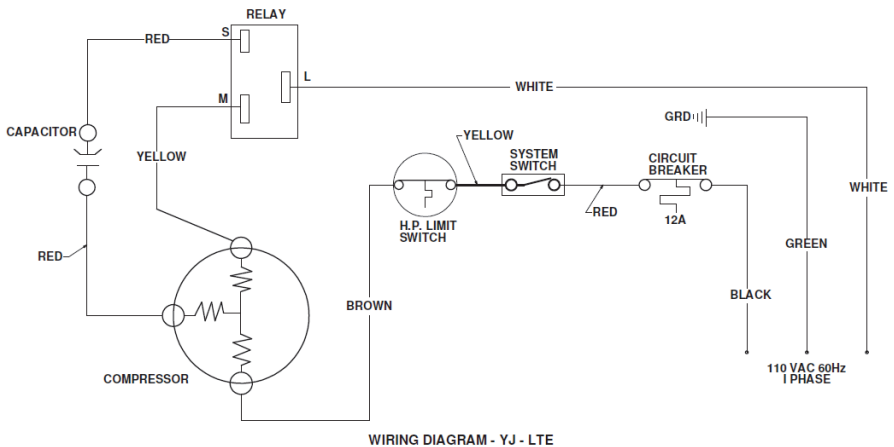 RELAY
S
RED
L
WHITE
M
GRD
CAPACITOR
YELLOW
YELLOW
SYSTEM
SWITCH
CIRCUIT
BREAKER
WHITE
RED
12A
H.P. LIMIT
SWITCH
GREEN
RED
BROWN
BLACK
COMPRESSOR
110 VAC 60Hz
I PHASE
WIRING DIAGRAM - YJ - LTE